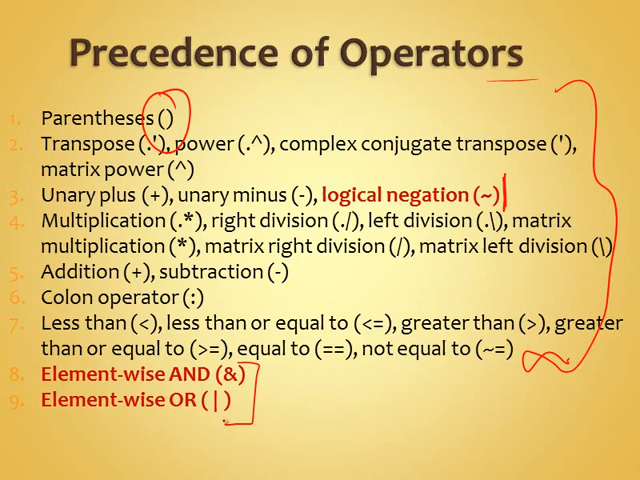 Precedence of Operators
1. Parentheses ()
2. Transpose (.'), power (.^), complex conjugate transpose ('),
matrix power (^)
3. Unary plus (+), unary minus (-), logical negation (~)
4. Multiplication (.*), right division (./), left division (.\), matrix
multiplication (*), matrix right division (/), matrix left division (\)
5. Addition (+), subtraction (-)
6. Colon operator (:)
7. Less than (<), less than or equal to (<=), greater than (>), greater
than or equal to (>=), equal to (==), not equal to (~=)
8. Element-wise AND (&)
9. Element-wise OR ( | )